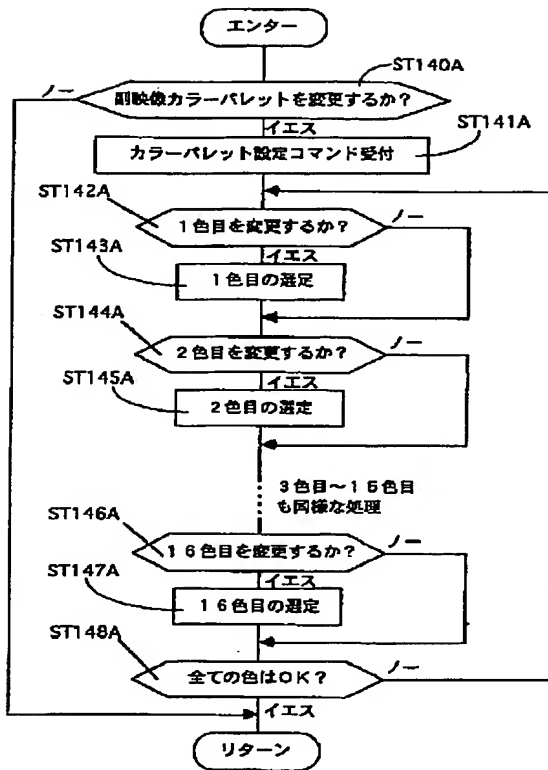 エンター
ST140A
ノー
副映像カラーパレットを変更するか？
イエス
ST141A
カラーパレット設定コマンド受付
ST142A
1色目を変更するか？
ノー
イエス
ST143A
1色目の選定
ST144A
2色目を変更するか？
ノー
イエス
ST145A
2色目の選定
3色目～15色目
も同様な処理
ST146A
16色目を変更するか？
ノー
イエス
ST147A
16色目の選定
ST148A
全ての色はOK？
ノー
イエス
リターン